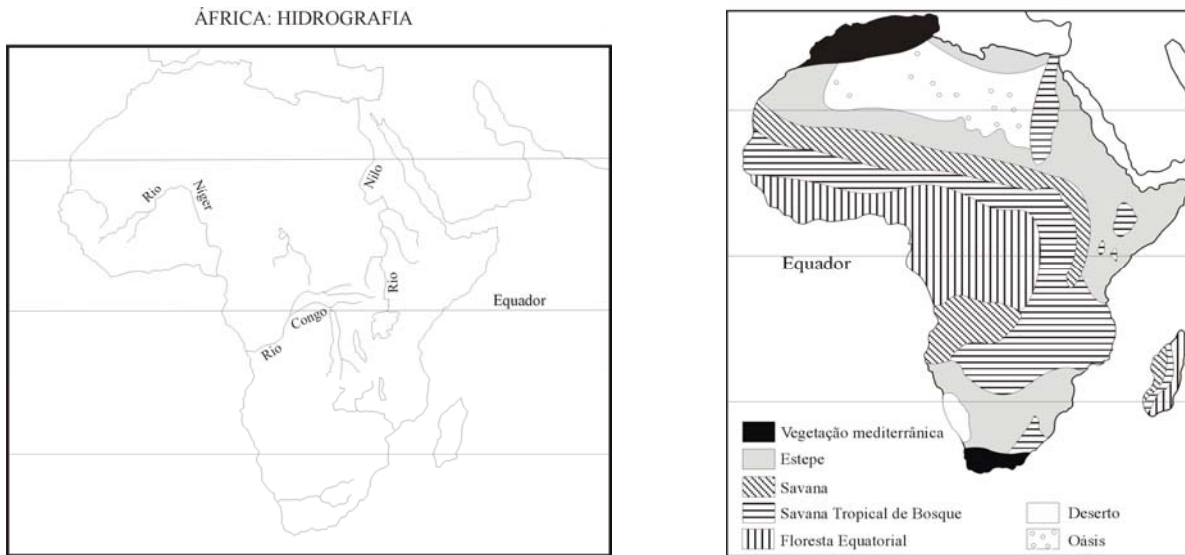 ÁFRICA: HIDROGRAFIA
Rio
Niger
Nilo
Rio
Equador
Congo
Rio
Equador
Vegetação mediterrânica
Estepe
Savana
Savana Tropical de Bosque
Floresta Equatorial
Deserto
Oásis